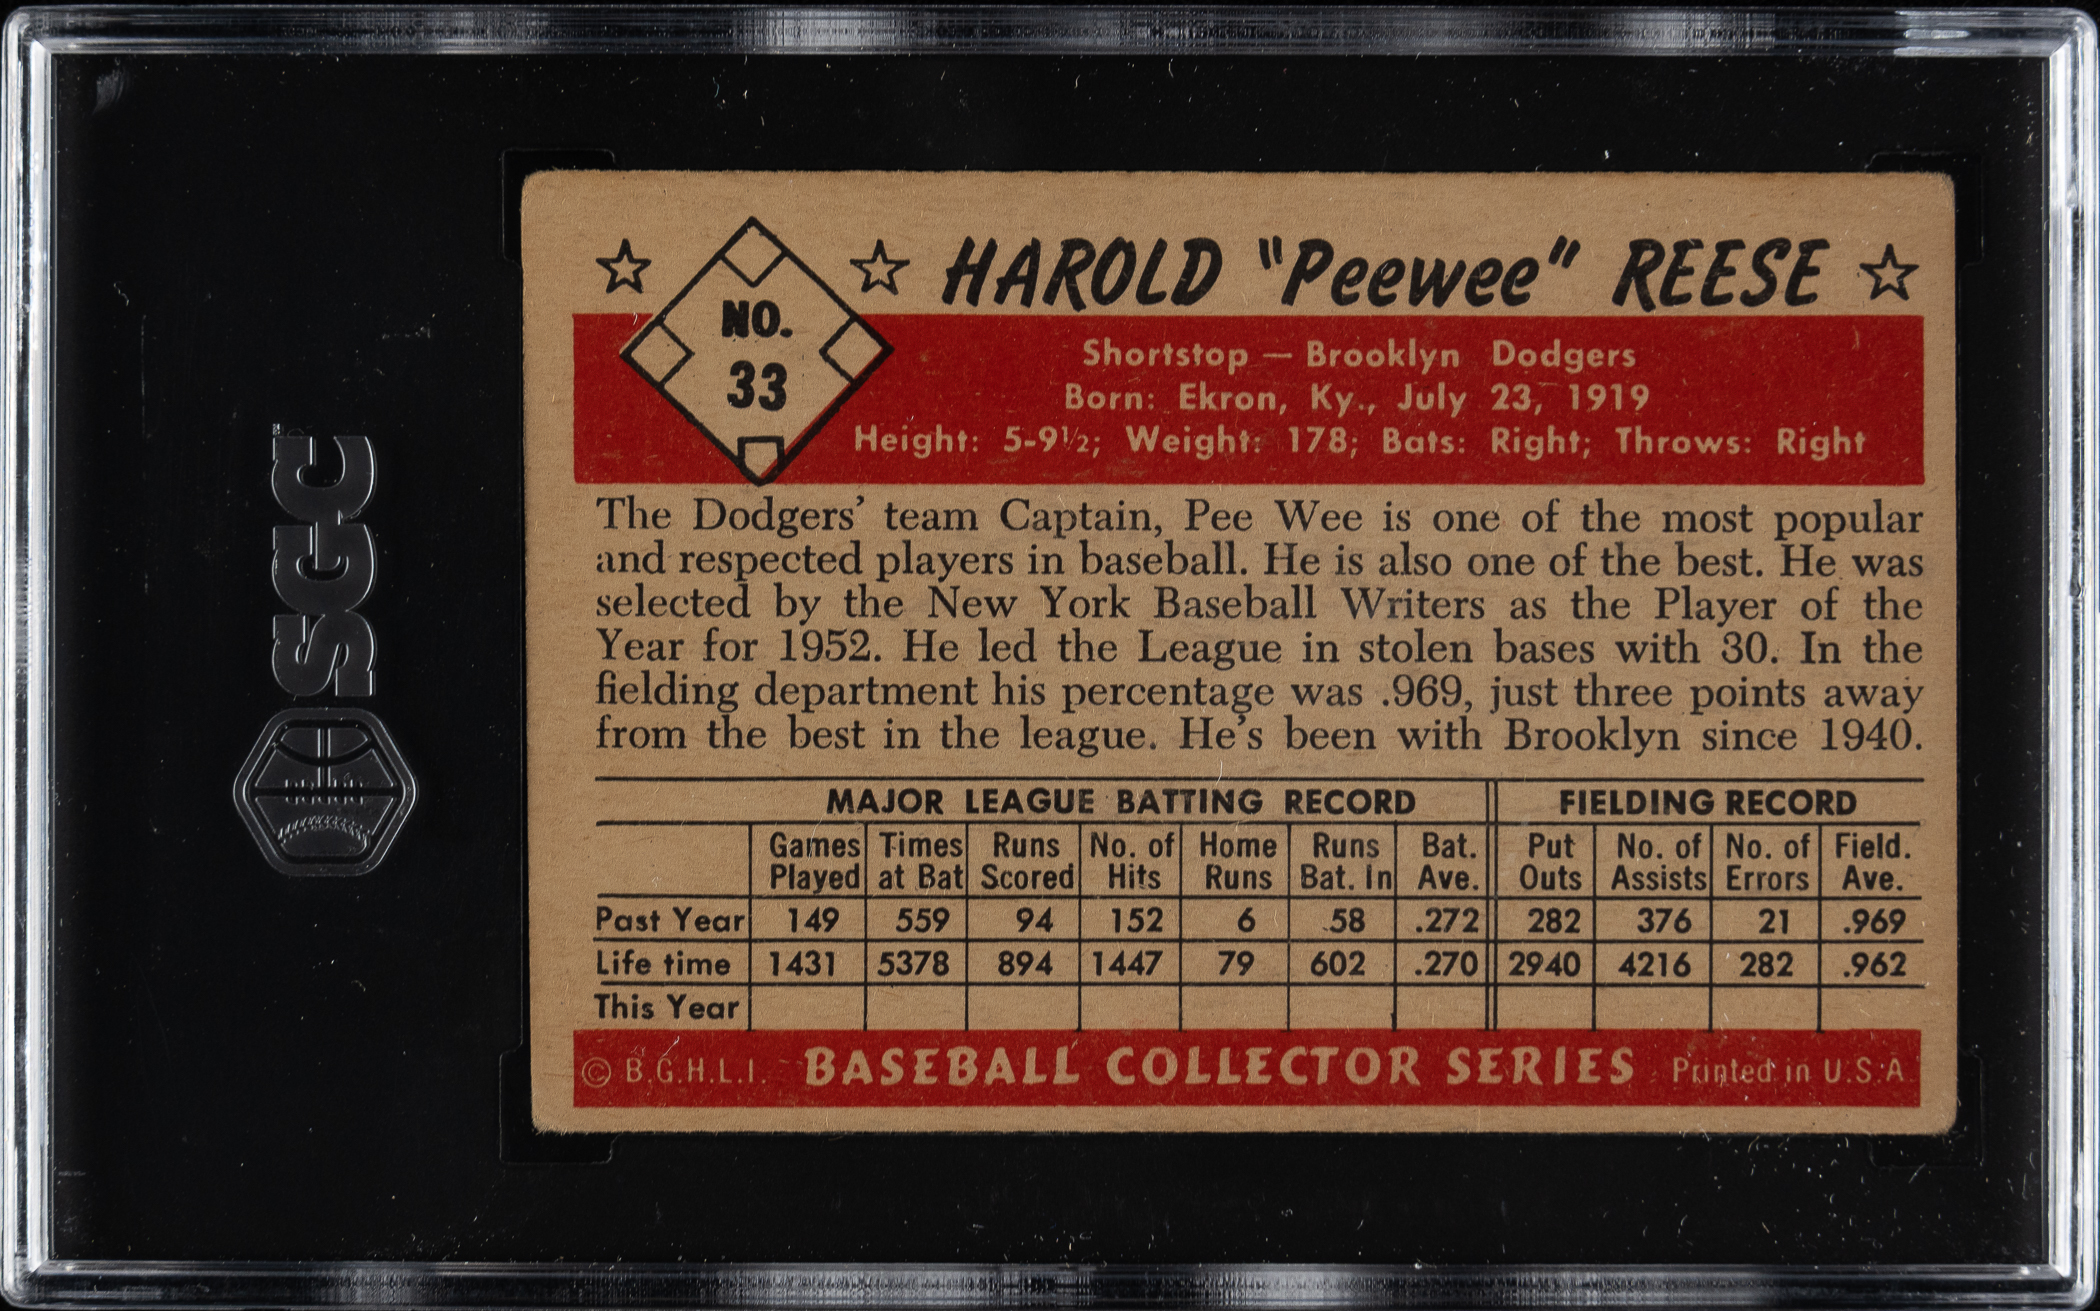 HAROLD "Peewee" REESE
NO.
33
Shortstop — Brooklyn Dodgers
Born: Ekron, Ky., July 23, 1919
Height: 5-9½; Weight: 178; Bats: Right; Throws: Right
The Dodgers' team Captain, Pee Wee is one of the most popular
and respected players in baseball. He is also one of the best. He was
selected by the New York Baseball Writers as the Player of the
Year for 1952. He led the League in stolen bases with 30. In the
fielding department his percentage was .969, just three points away
from the best in the league. He's been with Brooklyn since 1940.
MAJOR LEAGUE BATTING RECORD FIELDING RECORD
Games Times Runs No. of Home Runs Bat. Put No. of No. of Field.
Played at Bat Scored Hits Runs Bat. In Ave. Outs Assists Errors Ave.
Past Year 149 559 94 152 6 58 .272 282 376 21 .969
Life time 1431 5378 894 1447 79 602 .270 2940 4216 282 .962
This Year
© B.G.H.L.I. BASEBALL COLLECTOR SERIES Printed in U.S.A
SGC